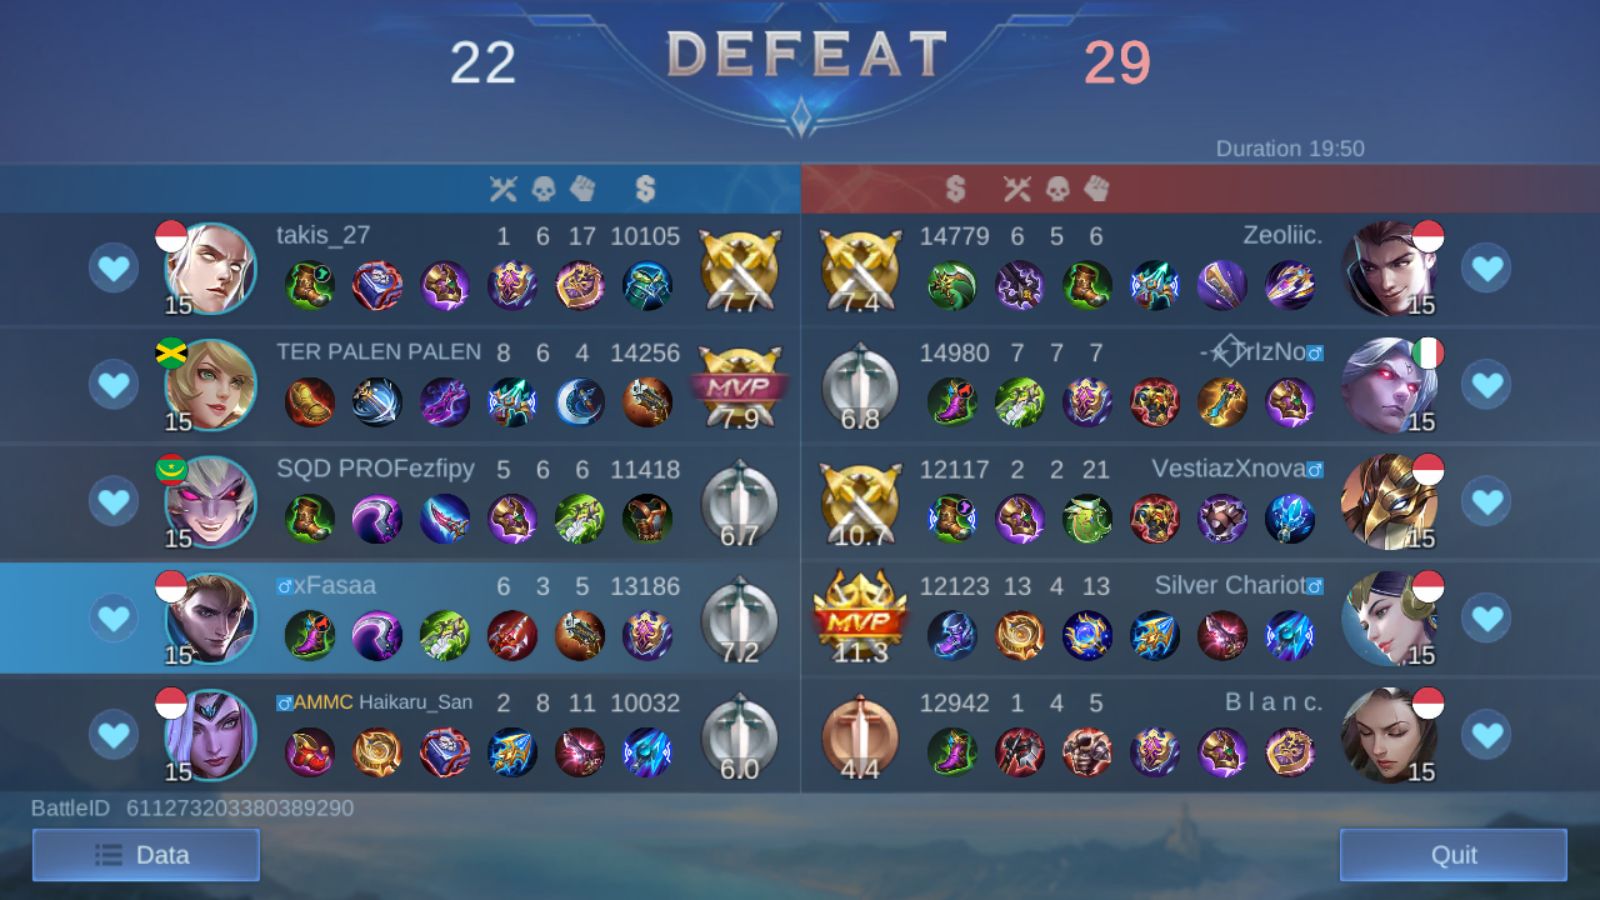 22 DEFEAT 29
Duration 19:50
takis_27 1 6 17 10105 7.7 15
7.4 14779 6 5 6 Zeoliic. 15
TER PALEN PALEN 8 6 4 14256 MVP 7.9 15
6.8 14980 7 7 7 TrIzNo♂ 15
SQD PROFezfipy 5 6 6 11418 6.7 15
10.7 12117 2 2 21 VestiazXnova♂ 15
♂xFasaa 6 3 5 13186 7.2 15
MVP 11.3 12123 13 4 13 Silver Chariot♂ 15
♂AMMC Haikaru_San 2 8 11 10032 6.0 15
4.4 12942 1 4 5 B l a n c. 15
BattleID 611273203380389290
Data
Quit